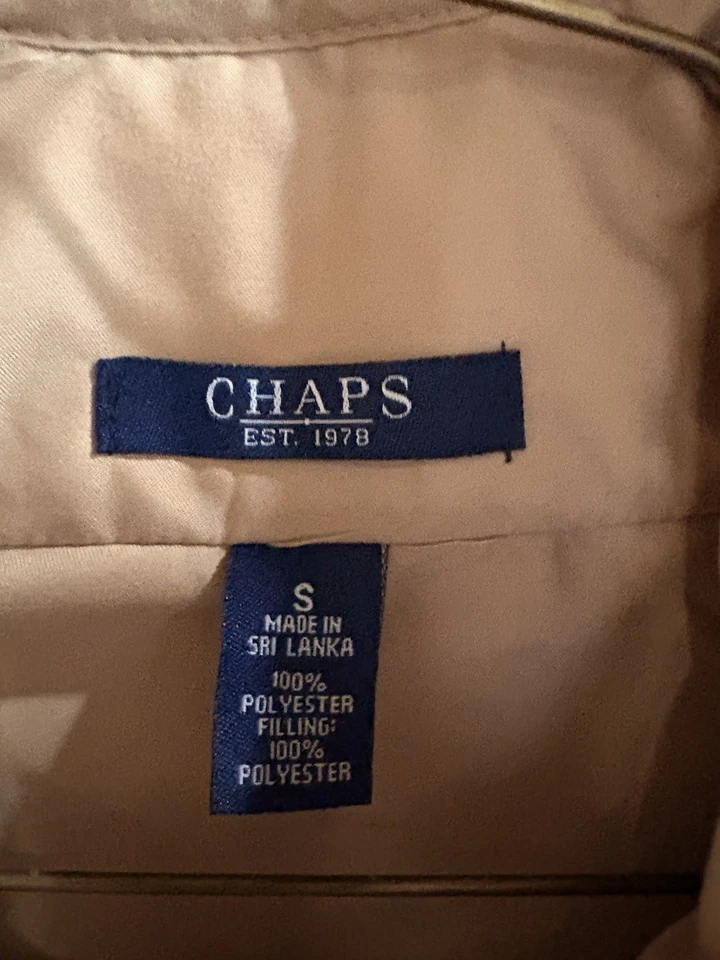 CHAPS
EST. 1978
S
MADE IN
SRI LANKA
100%
POLYESTER
FILLING:
100%
POLYESTER